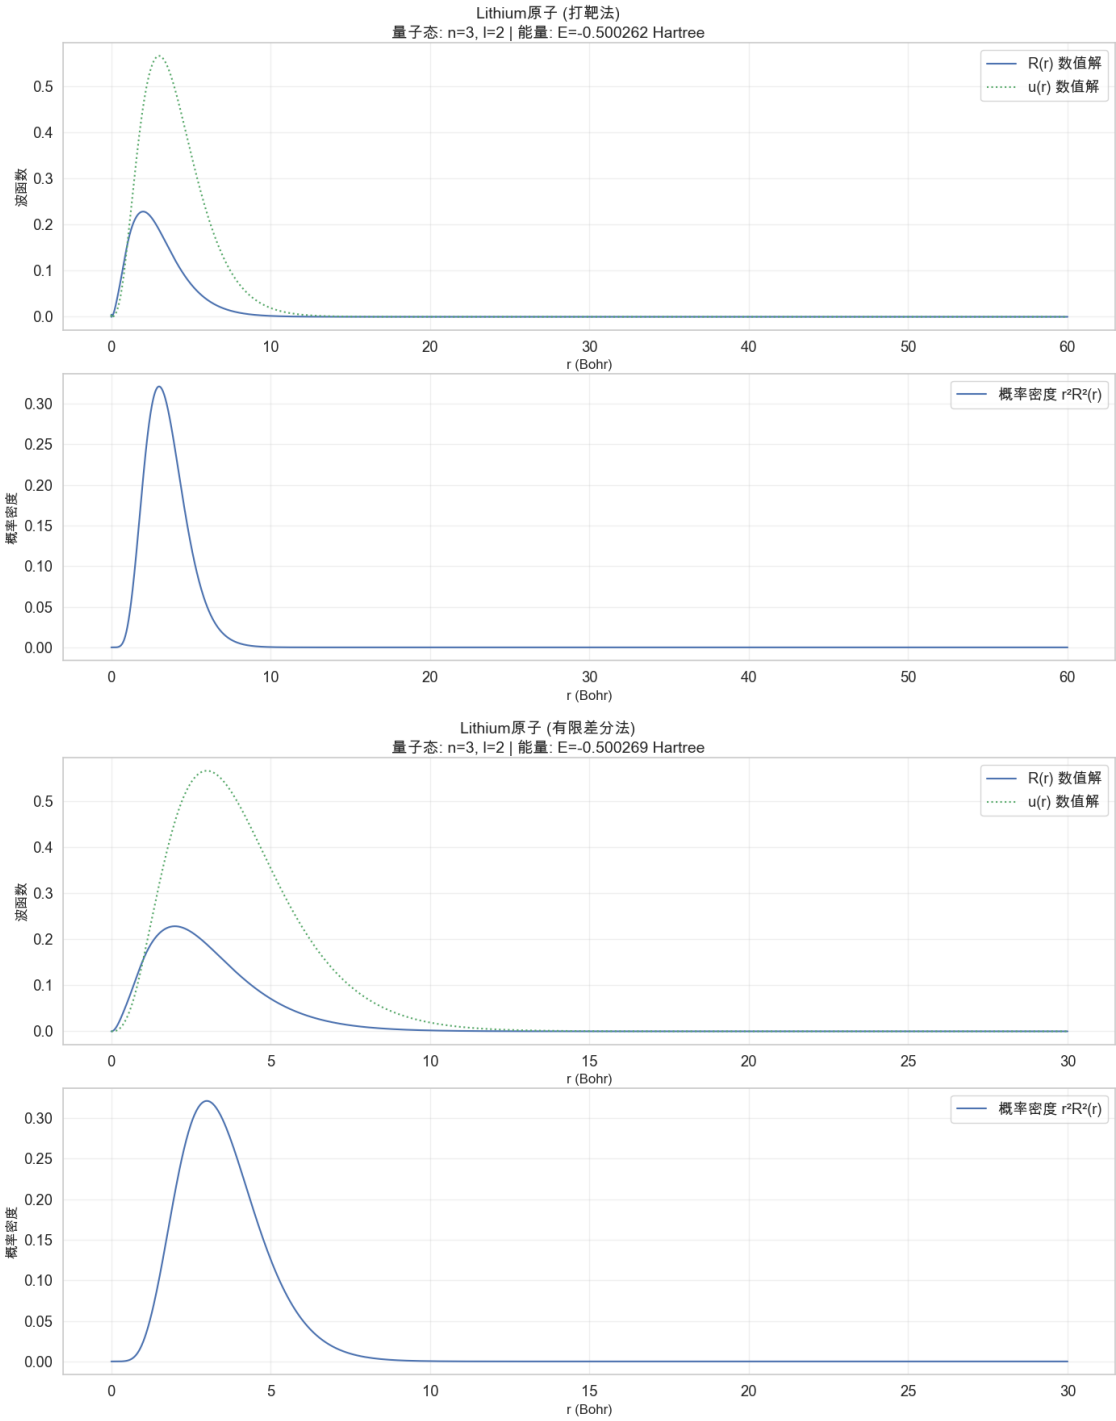 Lithium原子 (打靶法)
量子态: n=3, l=2 | 能量: E=-0.500262 Hartree
R(r) 数值解
u(r) 数值解
波函数
0.5
0.4
0.3
0.2
0.1
0.0
0 10 20 30 40 50 60
r (Bohr)
概率密度 r²R²(r)
概率密度
0.30
0.25
0.20
0.15
0.10
0.05
0.00
0 10 20 30 40 50 60
r (Bohr)
Lithium原子 (有限差分法)
量子态: n=3, l=2 | 能量: E=-0.500269 Hartree
R(r) 数值解
u(r) 数值解
波函数
0.5
0.4
0.3
0.2
0.1
0.0
0 5 10 15 20 25 30
r (Bohr)
概率密度 r²R²(r)
概率密度
0.30
0.25
0.20
0.15
0.10
0.05
0.00
0 5 10 15 20 25 30
r (Bohr)